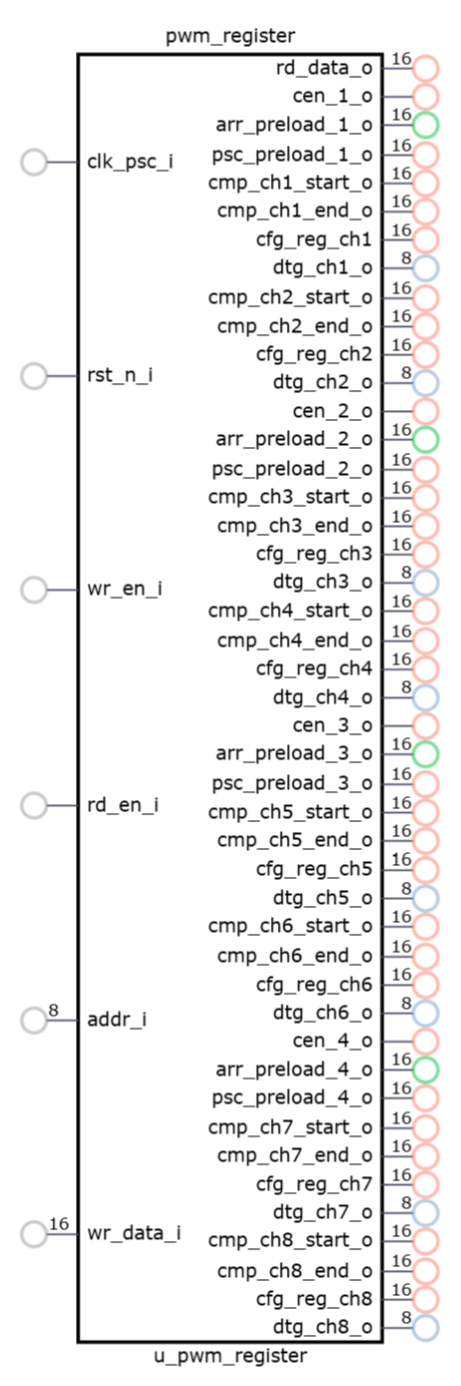 pwm_register
rd_data_o 16
cen_1_o
arr_preload_1_o 16
clk_psc_i
psc_preload_1_o 16
cmp_ch1_start_o 16
cmp_ch1_end_o 16
cfg_reg_ch1 16
dtg_ch1_o 8
cmp_ch2_start_o 16
cmp_ch2_end_o 16
cfg_reg_ch2 16
rst_n_i
dtg_ch2_o 8
cen_2_o
arr_preload_2_o 16
psc_preload_2_o 16
cmp_ch3_start_o 16
cmp_ch3_end_o 16
cfg_reg_ch3 16
dtg_ch3_o 8
wr_en_i
cmp_ch4_start_o 16
cmp_ch4_end_o 16
cfg_reg_ch4 16
dtg_ch4_o 8
cen_3_o
arr_preload_3_o 16
psc_preload_3_o 16
rd_en_i
cmp_ch5_start_o 16
cmp_ch5_end_o 16
cfg_reg_ch5 16
dtg_ch5_o 8
cmp_ch6_start_o 16
cmp_ch6_end_o 16
cfg_reg_ch6 16
dtg_ch6_o 8
8 addr_i
cen_4_o
arr_preload_4_o 16
psc_preload_4_o 16
cmp_ch7_start_o 16
cmp_ch7_end_o 16
cfg_reg_ch7 16
dtg_ch7_o 8
16 wr_data_i
cmp_ch8_start_o 16
cmp_ch8_end_o 16
cfg_reg_ch8 16
dtg_ch8_o 8
u_pwm_register